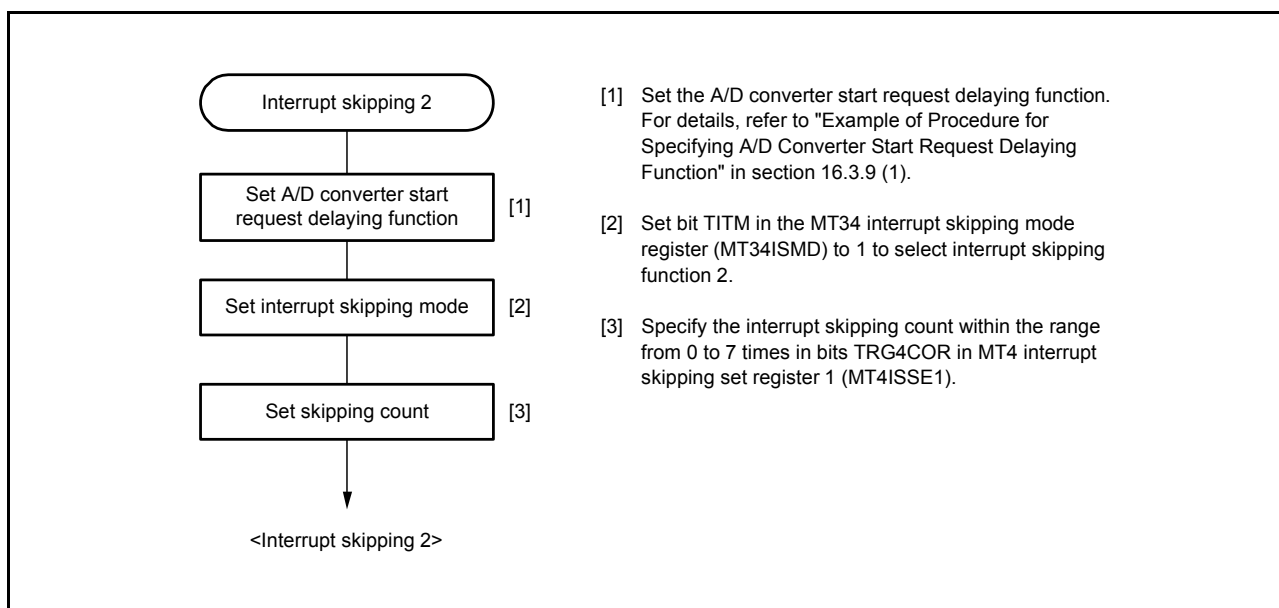 Interrupt skipping 2
Set A/D converter start
request delaying function
[1]
Set interrupt skipping mode
[2]
Set skipping count
[3]
<Interrupt skipping 2>
[1] Set the A/D converter start request delaying function.
For details, refer to "Example of Procedure for
Specifying A/D Converter Start Request Delaying
Function" in section 16.3.9 (1).
[2] Set bit TITM in the MT34 interrupt skipping mode
register (MT34ISMD) to 1 to select interrupt skipping
function 2.
[3] Specify the interrupt skipping count within the range
from 0 to 7 times in bits TRG4COR in MT4 interrupt
skipping set register 1 (MT4ISSE1).